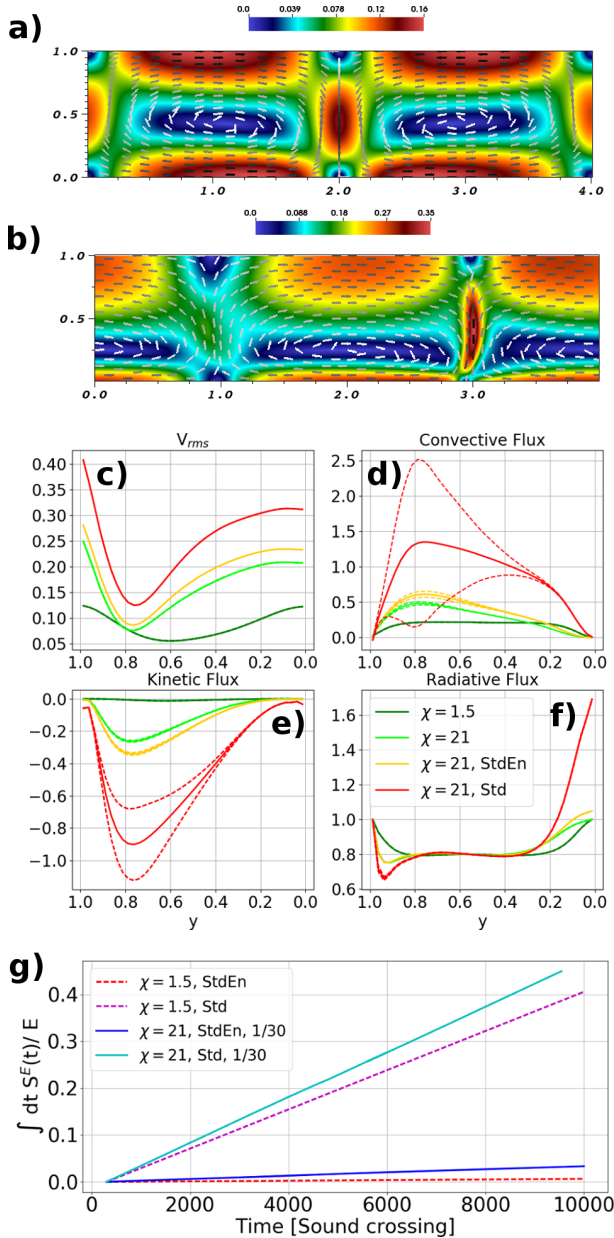 a)
0.0 0.039 0.078 0.12 0.16
1.0
0.5
0.0
1.0 2.0 3.0 4.0
b)
0.0 0.088 0.18 0.27 0.35
1.0
0.5
0.0 1.0 2.0 3.0
V_rms
c)
0.40
0.35
0.30
0.25
0.20
0.15
0.10
0.05
1.0 0.8 0.6 0.4 0.2 0.0
Convective Flux
d)
2.5
2.0
1.5
1.0
0.5
0.0
1.0 0.8 0.6 0.4 0.2 0.0
Kinetic Flux
e)
0.0
−0.2
−0.4
−0.6
−0.8
−1.0
1.0 0.8 0.6 0.4 0.2 0.0
y
Radiative Flux
f)
χ = 1.5
χ = 21
χ = 21, StdEn
χ = 21, Std
1.6
1.4
1.2
1.0
0.8
0.6
1.0 0.8 0.6 0.4 0.2 0.0
y
g)
χ = 1.5, StdEn
χ = 1.5, Std
χ = 21, StdEn, 1/30
χ = 21, Std, 1/30
∫ dt S^E(t)/ E
0.4
0.3
0.2
0.1
0.0
0 2000 4000 6000 8000 10000
Time [Sound crossing]